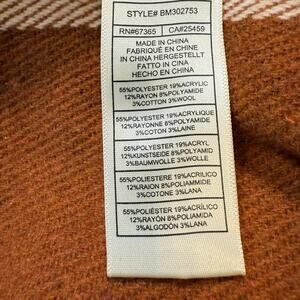 STYLE# BM302753
RN#67365 CA#25459
MADE IN CHINA
FABRIQUÉ EN CHINE
IN CHINA HERGESTELLT
FATTO IN CINA
HECHO EN CHINA
55%POLYESTER 19%ACRYLIC
12%RAYON 8%POLYAMIDE
3%COTTON 3%WOOL
55%POLYESTER 19%ACRYLIQUE
12%RAYONNE 8%POLYAMIDE
3%COTON 3%LAINE
55%POLYESTER 19%ACRYL
12%KUNSTSEIDE 8%POLYAMID
3%BAUMWOLLE 3%WOLLE
55%POLIESTERE 19%ACRILICO
12%RAION 8%POLIAMMIDE
3%COTONE 3%LANA
55%POLIÉSTER 19%ACRÍLICO
12%RAYÓN 8%POLIAMIDA
3%ALGODÓN 3%LANA